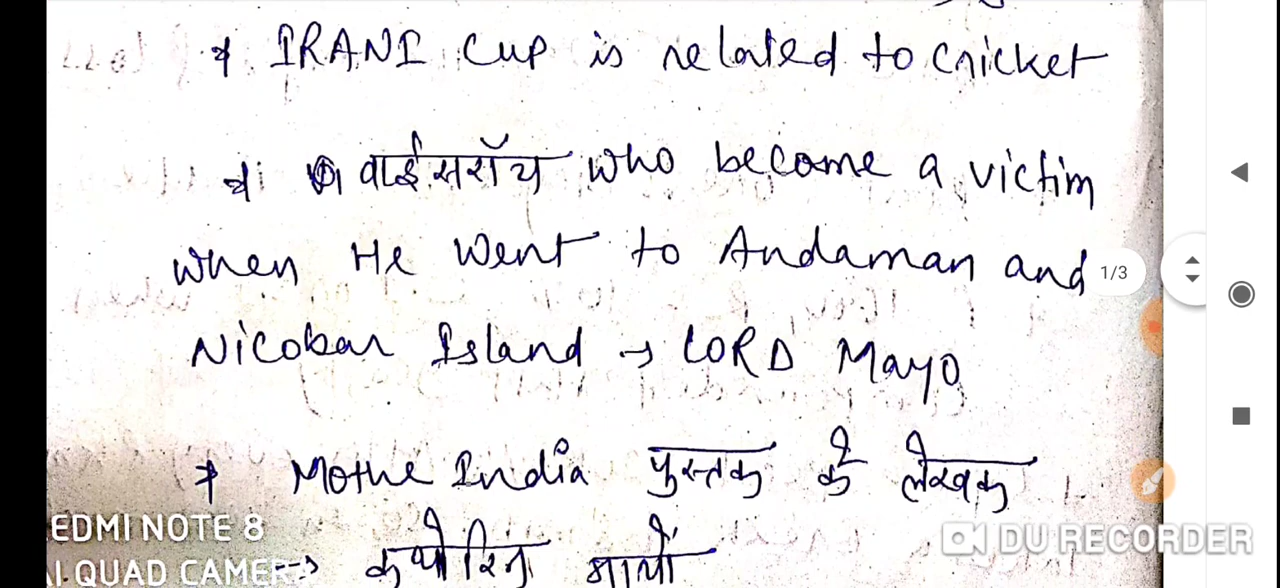 * IRANI Cup is related to Cricket
* वाईसरॉय who become a victim
when He went to Andaman and
1/3
Nicobar Island → LORD Mayo
* Mothe India पुस्तक के लेखक
→ कैथरिन मायो
EDMI NOTE 8
AI QUAD CAMERA
DU RECORDER